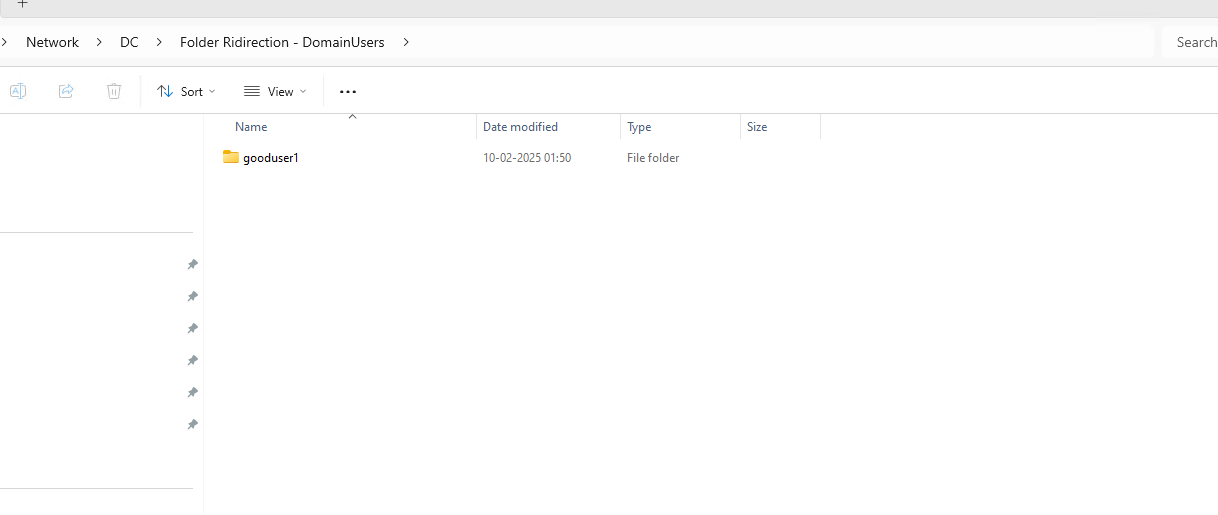 Network > DC > Folder Ridirection - DomainUsers >
Search
Sort View
Name Date modified Type Size
gooduser1 10-02-2025 01:50 File folder